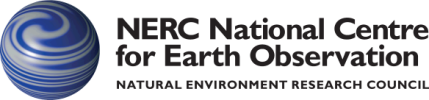 NERC National Centre
for Earth Observation
NATURAL ENVIRONMENT RESEARCH COUNCIL